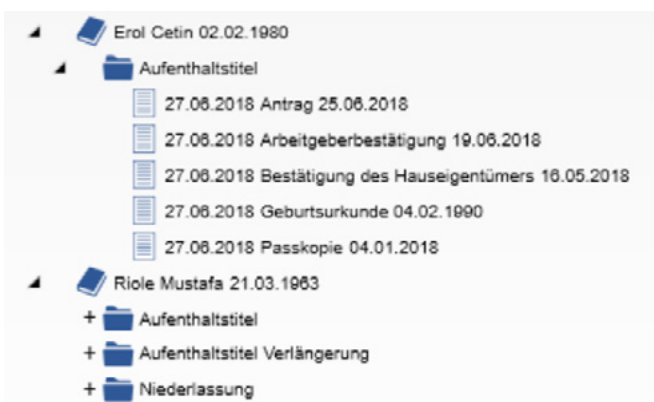 Erol Cetin 02.02.1980
Aufenthaltstitel
27.06.2018 Antrag 25.06.2018
27.06.2018 Arbeitgeberbestätigung 19.06.2018
27.06.2018 Bestätigung des Hauseigentümers 16.05.2018
27.06.2018 Geburtsurkunde 04.02.1990
27.06.2018 Passkopie 04.01.2018
Riole Mustafa 21.03.1963
+ Aufenthaltstitel
+ Aufenthaltstitel Verlängerung
+ Niederlassung